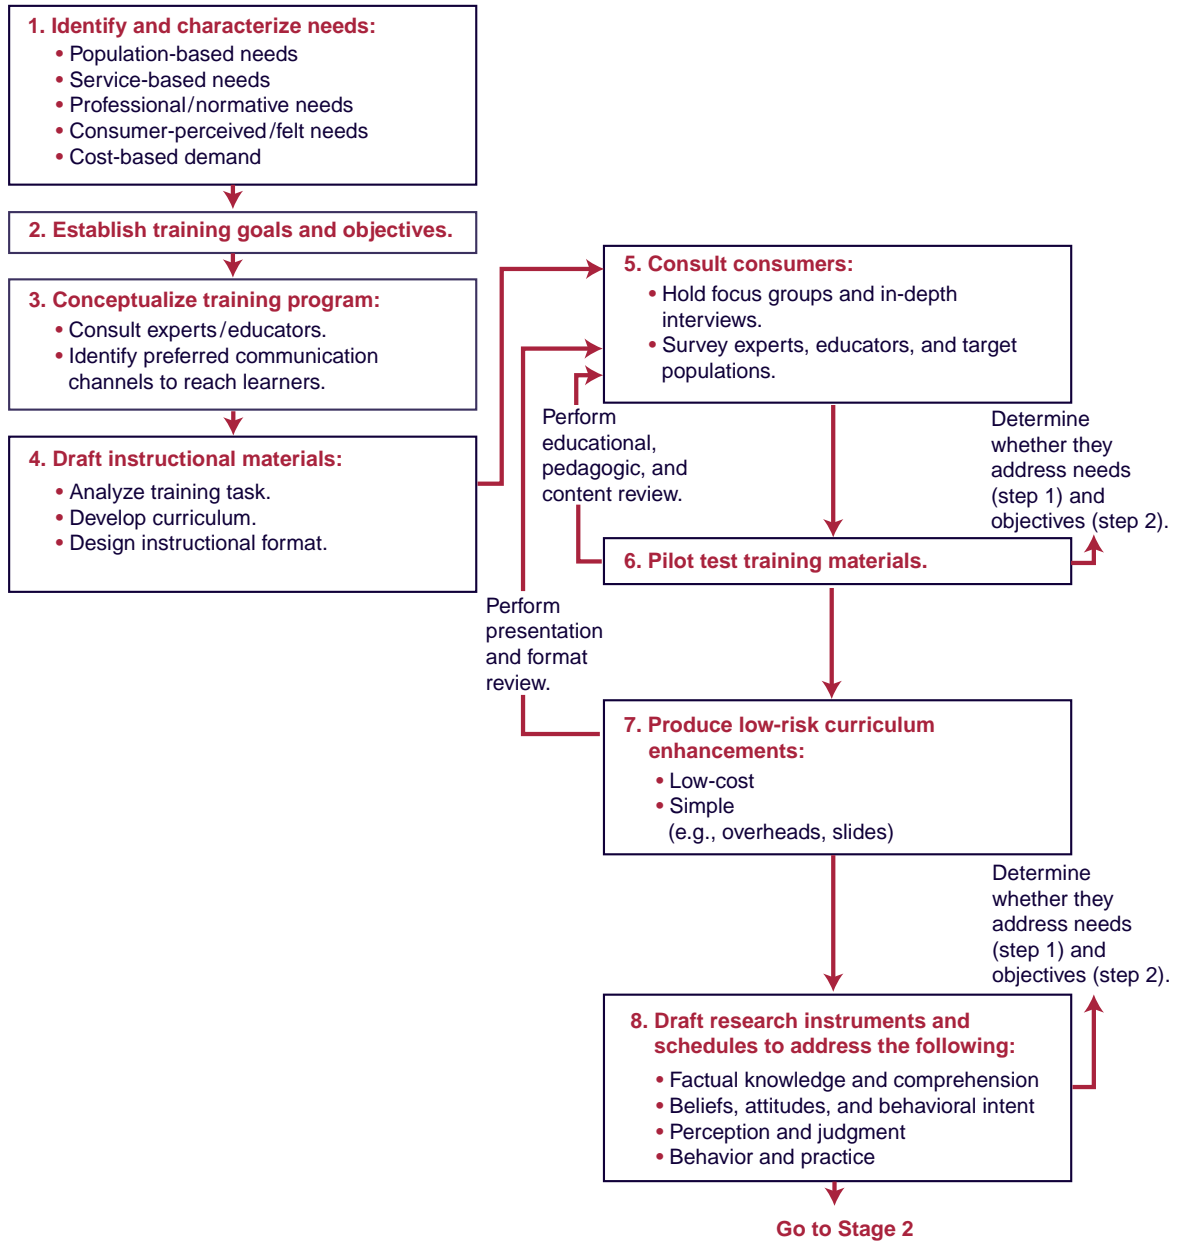 1. Identify and characterize needs:
• Population-based needs
• Service-based needs
• Professional/normative needs
• Consumer-perceived/felt needs
• Cost-based demand
2. Establish training goals and objectives.
3. Conceptualize training program:
• Consult experts/educators.
• Identify preferred communication
channels to reach learners.
4. Draft instructional materials:
• Analyze training task.
• Develop curriculum.
• Design instructional format.
5. Consult consumers:
• Hold focus groups and in-depth
interviews.
• Survey experts, educators, and target
populations.
Perform
educational,
pedagogic, and
content review.
Determine
whether they
address needs
(step 1) and
objectives (step 2).
6. Pilot test training materials.
Perform
presentation
and format
review.
7. Produce low-risk curriculum
enhancements:
• Low-cost
• Simple
(e.g., overheads, slides)
Determine
whether they
address needs
(step 1) and
objectives (step 2).
8. Draft research instruments and
schedules to address the following:
• Factual knowledge and comprehension
• Beliefs, attitudes, and behavioral intent
• Perception and judgment
• Behavior and practice
Go to Stage 2